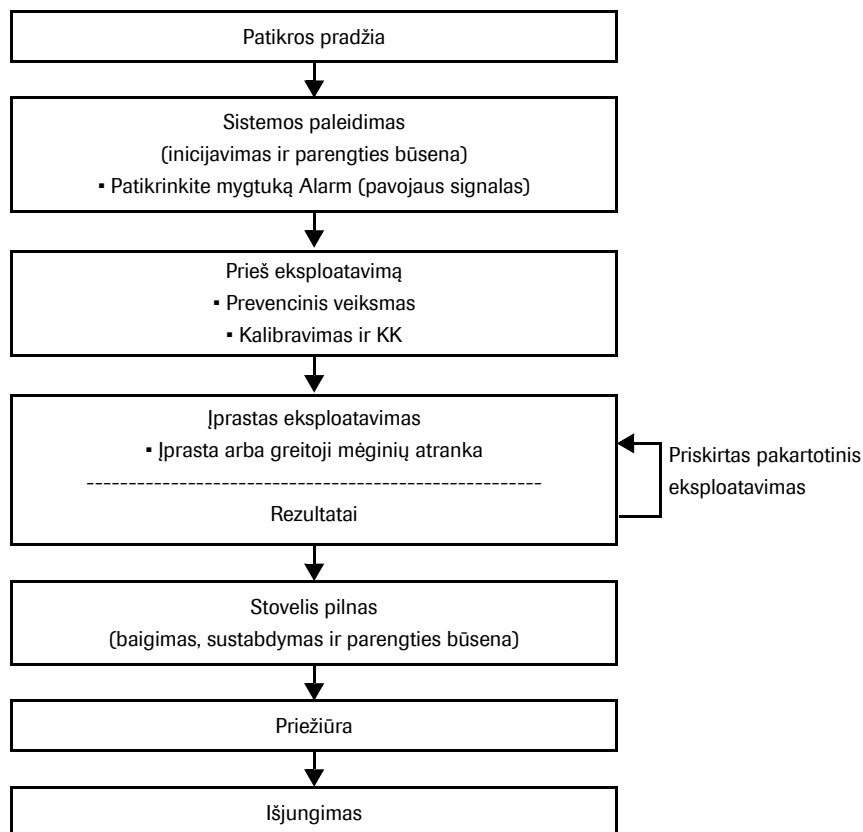 Patikros pradžia
Sistemos paleidimas
(inicijavimas ir parengties būsena)
▪ Patikrinkite mygtuką Alarm (pavojaus signalas)
Prieš eksploatavimą
▪ Prevencinis veiksmas
▪ Kalibravimas ir KK
Įprastas eksploatavimas
▪ Įprasta arba greitoji mėginių atranka
Rezultatai
Priskirtas pakartotinis
eksploatavimas
Stovelis pilnas
(baigimas, sustabdymas ir parengties būsena)
Priežiūra
Išjungimas